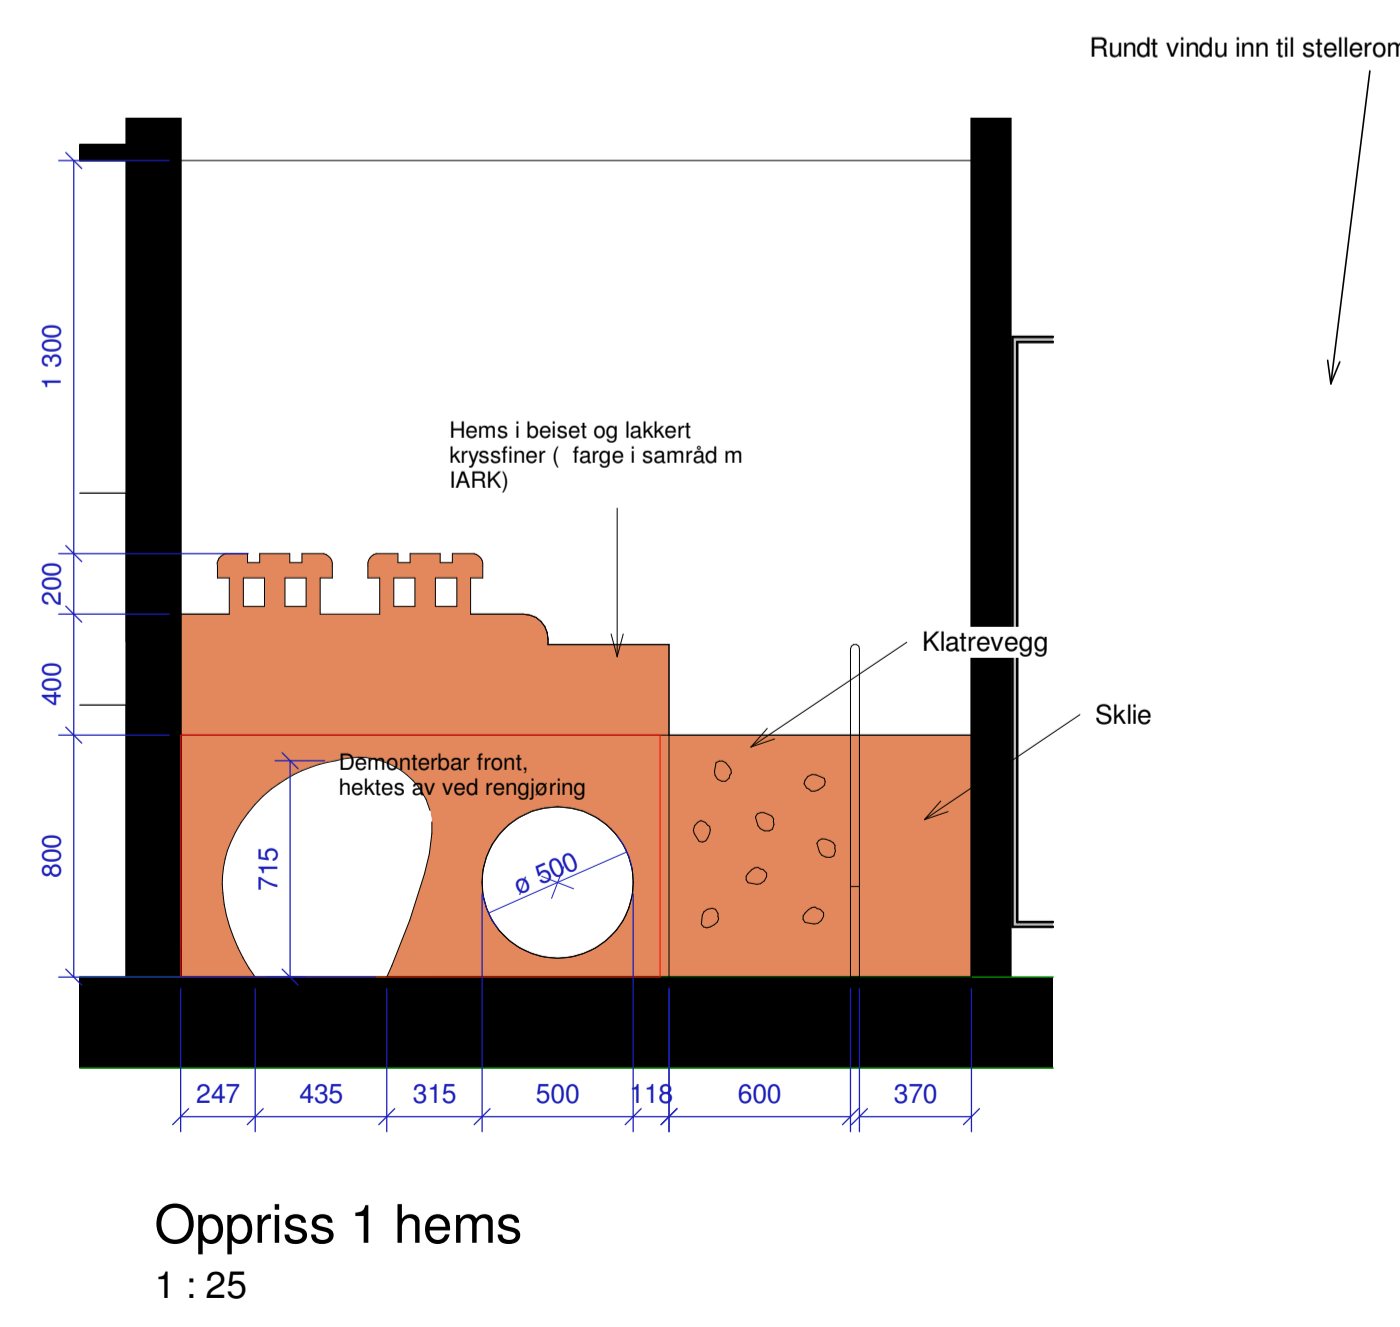 Rundt vindu inn til stellerom
1 300
Hems i beiset og lakkert
kryssfiner ( farge i samråd m
IARK)
200
Klatrevegg
400
Sklie
Demonterbar front,
hektes av ved rengjøring
800
715
ø 500
247 435 315 500 118 600 370
Oppriss 1 hems
1 : 25